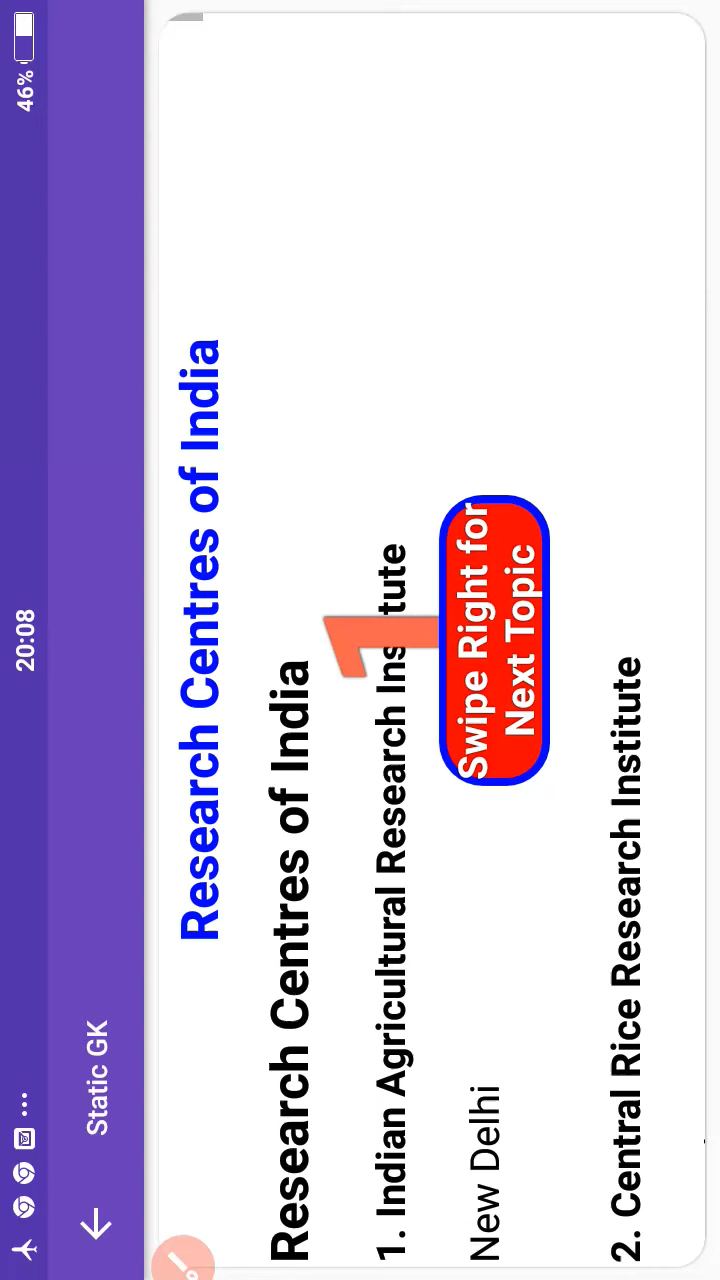 20:08
46%
Static GK
Research Centres of India
Research Centres of India
1. Indian Agricultural Research Institute
1
Swipe Right for
Next Topic
New Delhi
2. Central Rice Research Institute